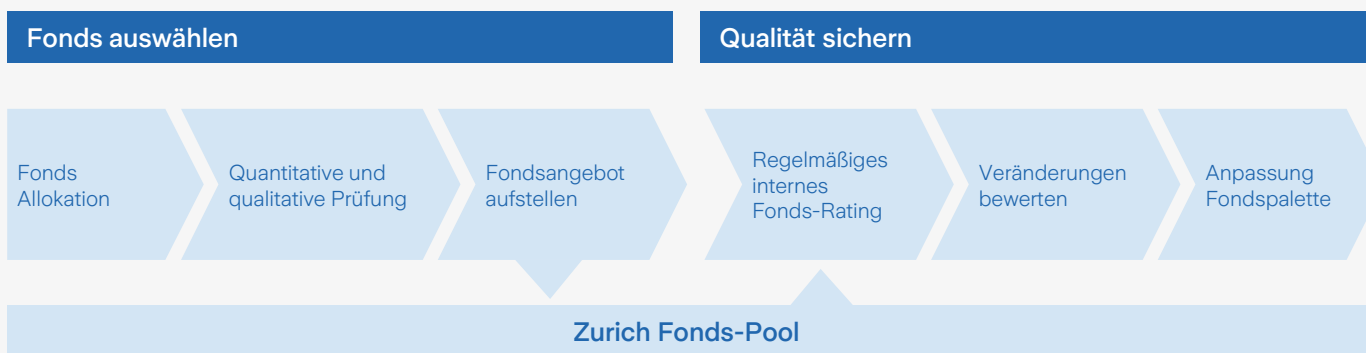 Fonds auswählen
Qualität sichern
Fonds
Allokation
Quantitative und
qualitative Prüfung
Fondsangebot
aufstellen
Regelmäßiges
internes
Fonds-Rating
Veränderungen
bewerten
Anpassung
Fondspalette
Zurich Fonds-Pool